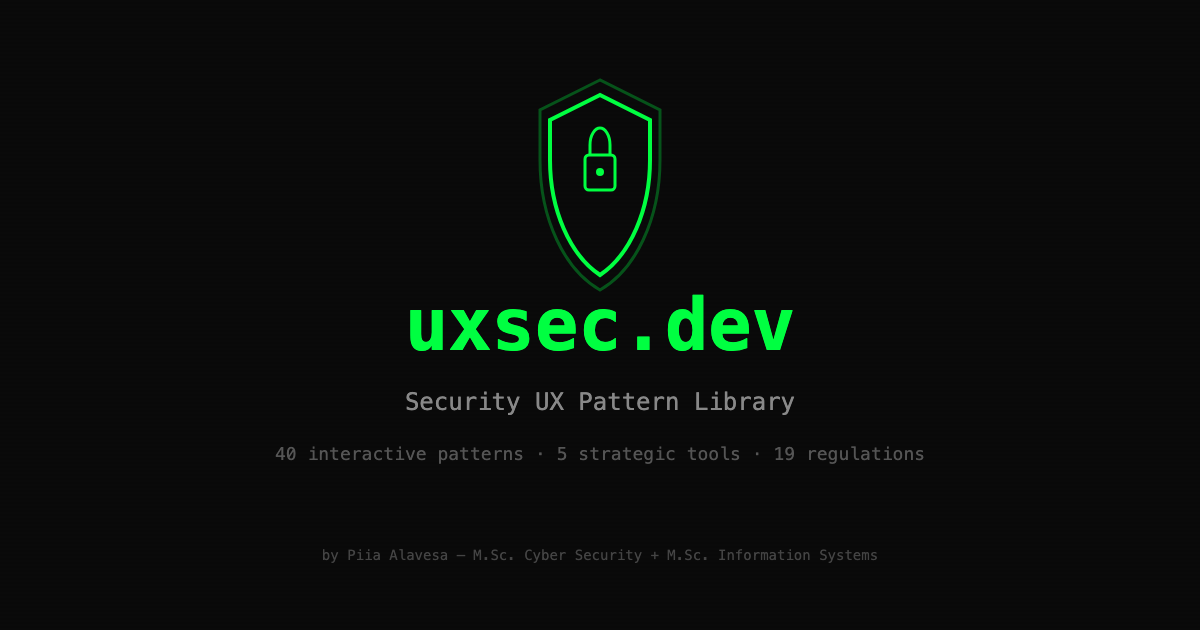 uxsec.dev
Security UX Pattern Library
40 interactive patterns · 5 strategic tools · 19 regulations
by Piia Alavesa — M.Sc. Cyber Security + M.Sc. Information Systems